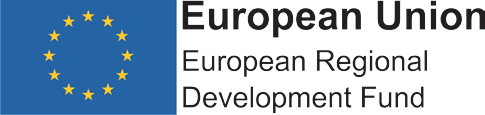 European Union
European Regional
Development Fund